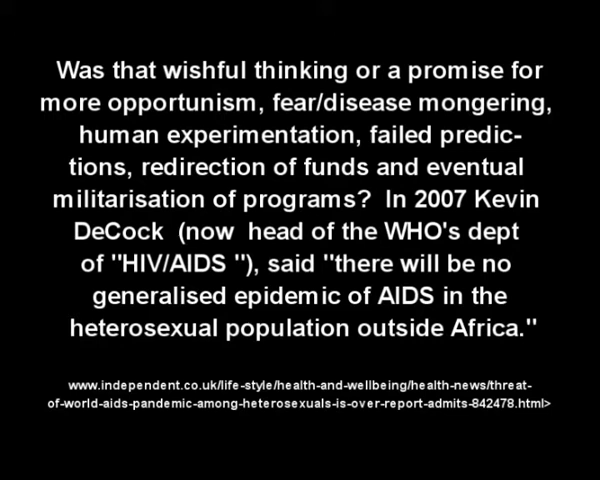 Was that wishful thinking or a promise for
more opportunism, fear/disease mongering,
human experimentation, failed predic-
tions, redirection of funds and eventual
militarisation of programs? In 2007 Kevin
DeCock (now head of the WHO's dept
of "HIV/AIDS "), said "there will be no
generalised epidemic of AIDS in the
heterosexual population outside Africa."
www.independent.co.uk/life-style/health-and-wellbeing/health-news/threat-
of-world-aids-pandemic-among-heterosexuals-is-over-report-admits-842478.html>